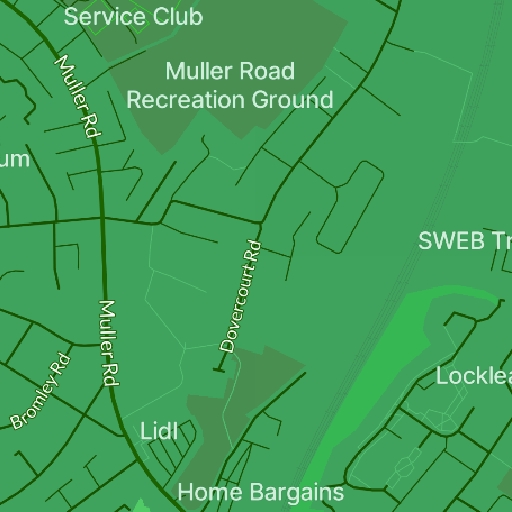 Service Club
Muller Rd
Muller Road
Recreation Ground
um
SWEB Tr
Dovercourt Rd
Muller Rd
Bromley Rd
Locklea
Lidl
Home Bargains